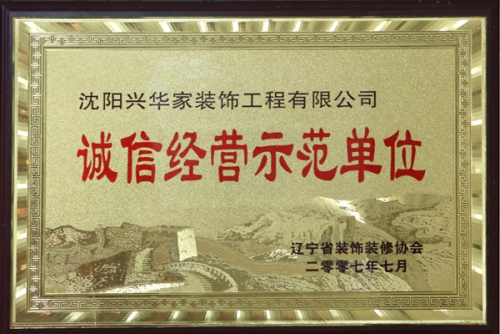 沈阳兴华家装饰工程有限公司
诚信经营示范单位
辽宁省装饰装修协会
二零零七年七月